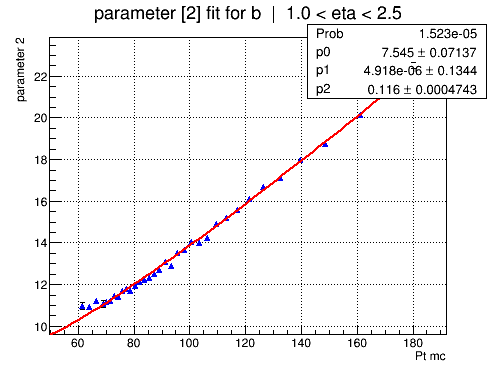 parameter [2] fit for b | 1.0 < eta < 2.5
Prob 1.523e-05
p0 7.545 ± 0.07137
p1 4.918e-06 ± 0.1344
p2 0.116 ± 0.0004743
parameter 2
22
20
18
16
14
12
10
60 80 100 120 140 160 180
Pt mc